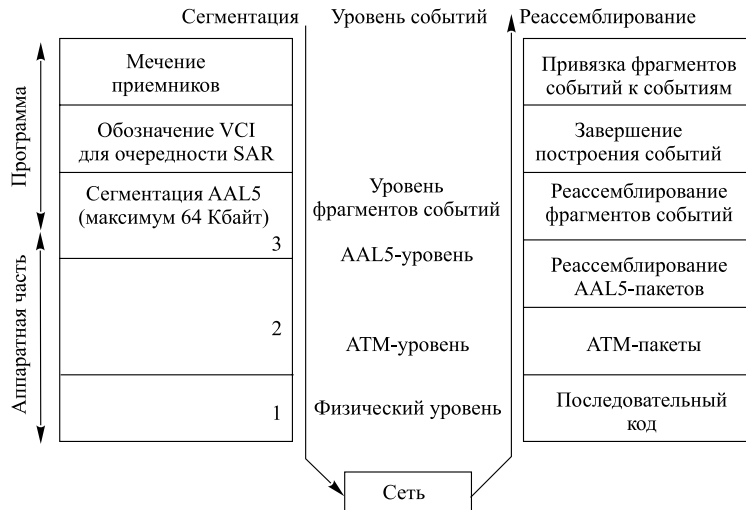 Сегментация Уровень событий Реассемблирование
Программа
Аппаратная часть
Мечение
приемников
Обозначение VCI
для очередности SAR
Сегментация AAL5
(максимум 64 Кбайт)
3
2
1
Уровень
фрагментов событий
AAL5-уровень
ATM-уровень
Физический уровень
Сеть
Привязка фрагментов
событий к событиям
Завершение
построения событий
Реассемблирование
фрагментов событий
Реассемблирование
AAL5-пакетов
ATM-пакеты
Последовательный
код